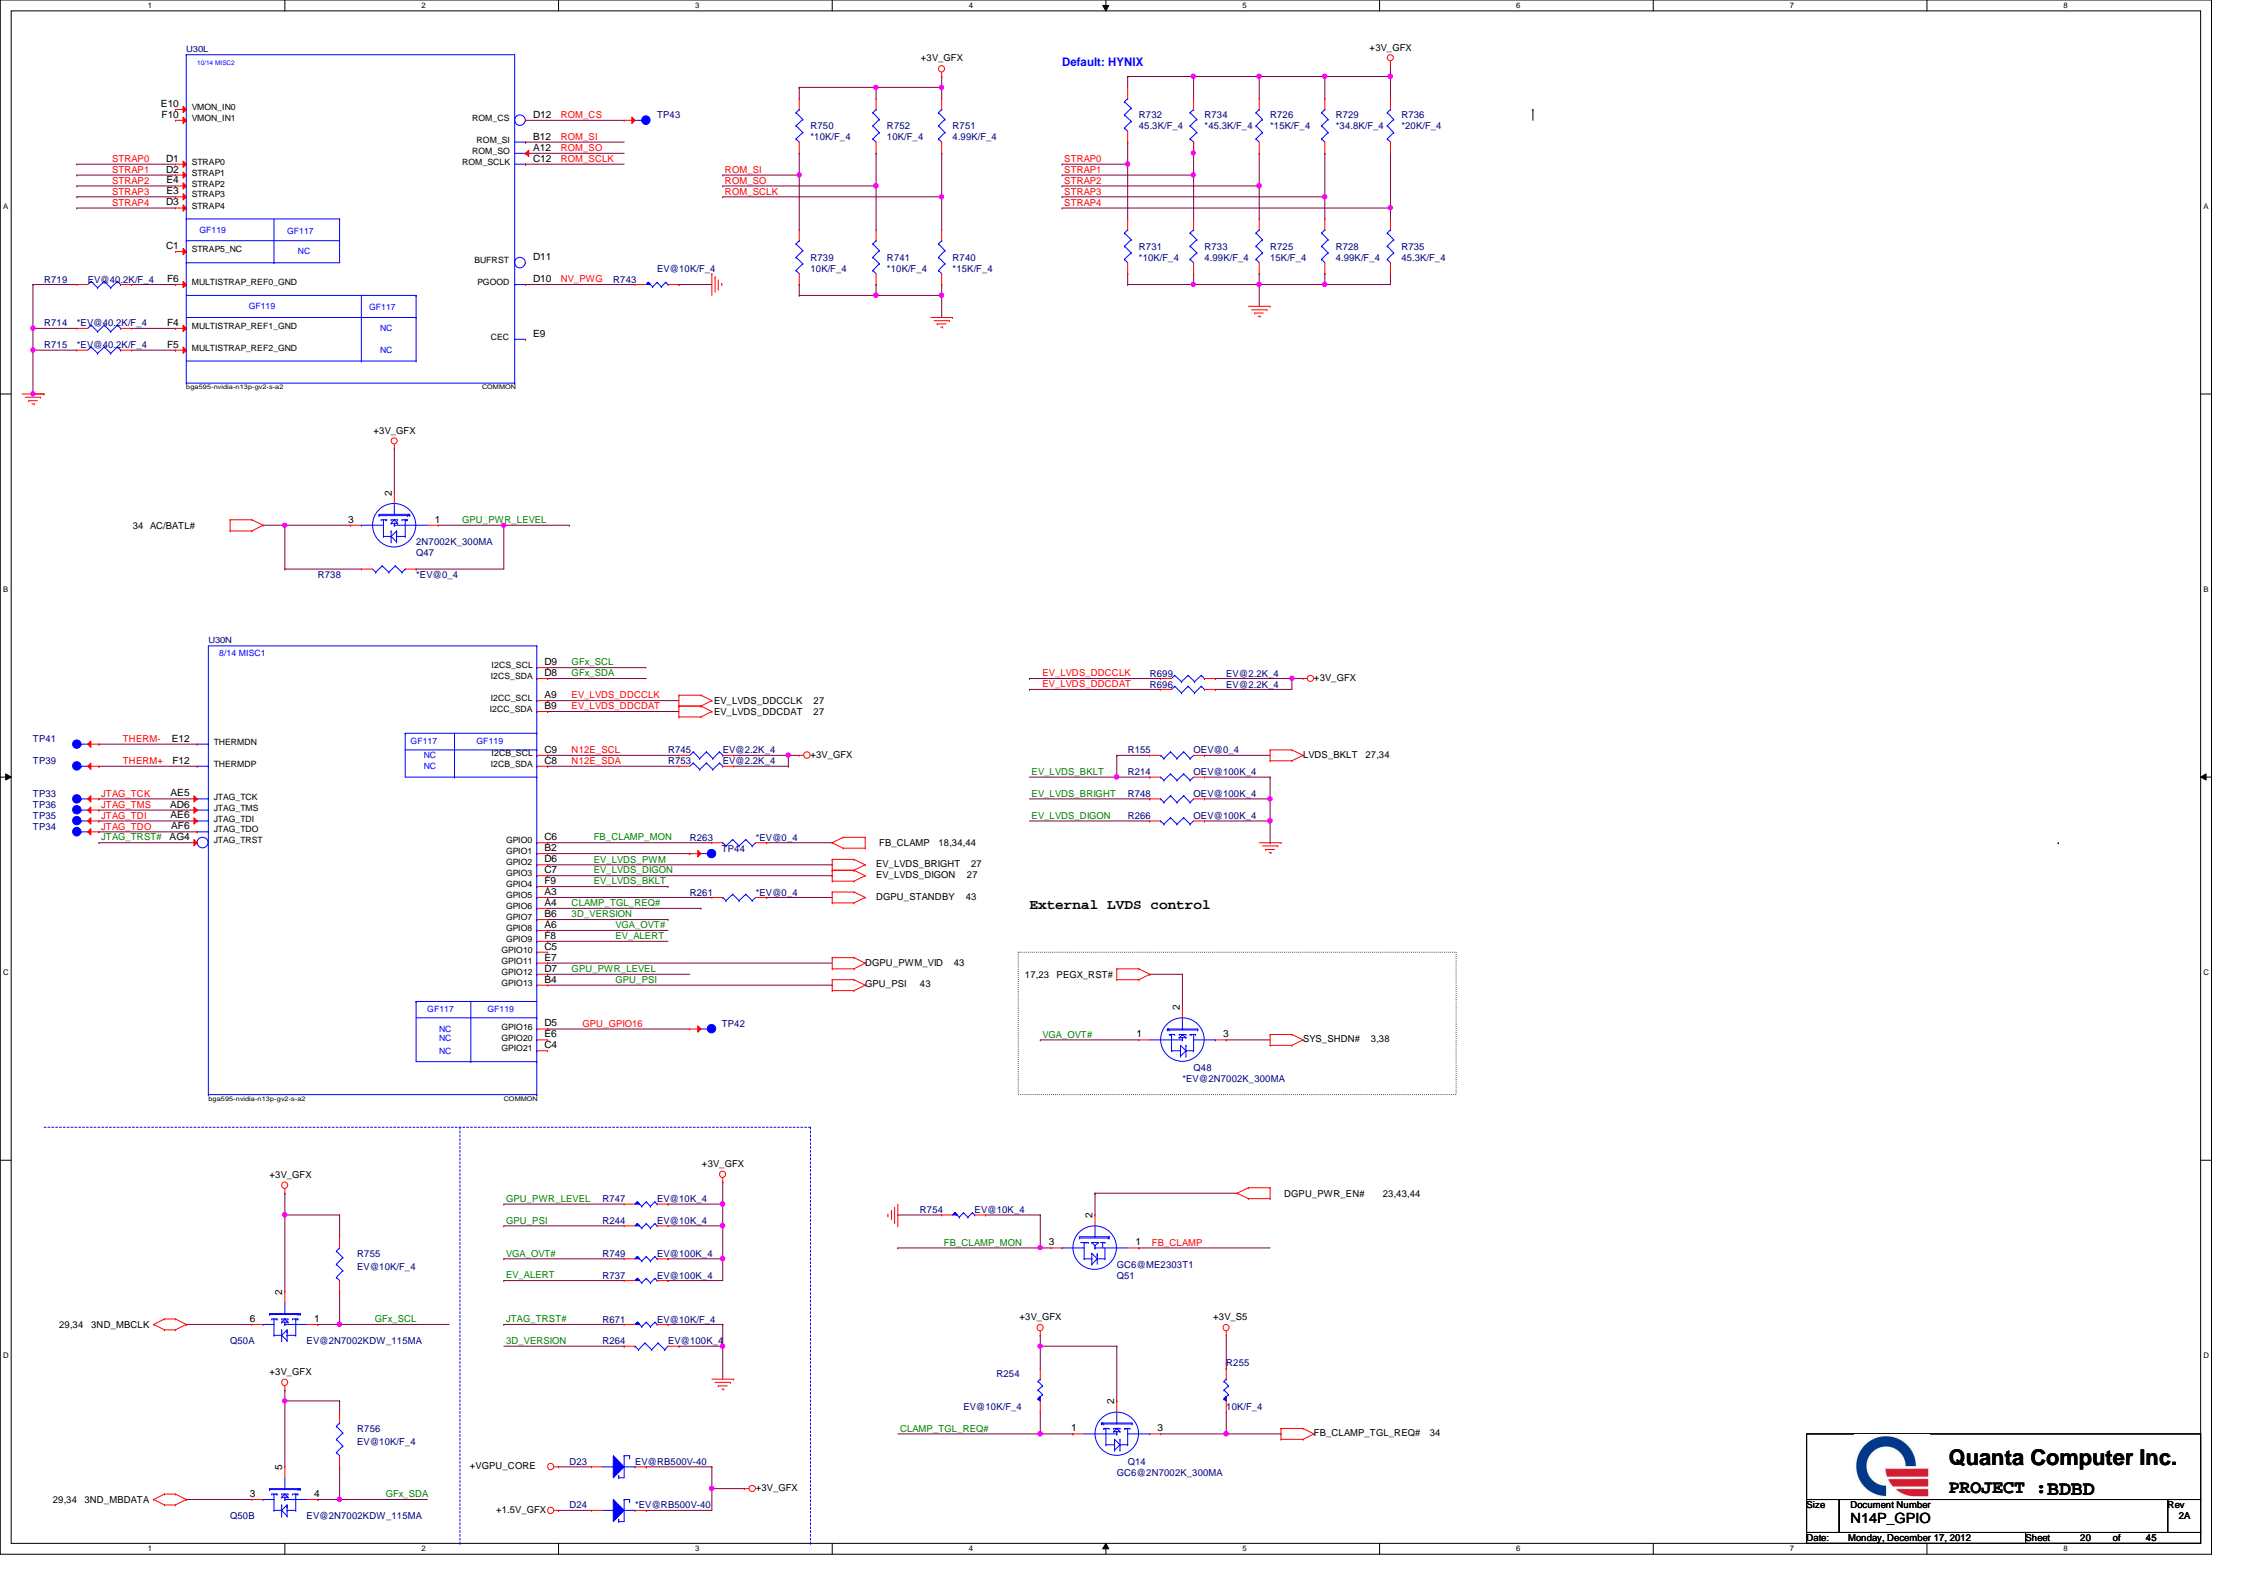 1 2 3 4 5 6 7 8
U30L
10/14 MISC2
E10 VMON_IN0
F10 VMON_IN1
STRAP0 D1 STRAP0
STRAP1 D2 STRAP1
STRAP2 E4 STRAP2
STRAP3 E3 STRAP3
STRAP4 D3 STRAP4
GF119 GF117
C1 STRAP5_NC NC
R719 EV@40.2K/F_4 F6 MULTISTRAP_REF0_GND
GF119 GF117
R714 *EV@40.2K/F_4 F4 MULTISTRAP_REF1_GND NC
R715 *EV@40.2K/F_4 F5 MULTISTRAP_REF2_GND NC
bga595-nvidia-n13p-gv2-s-a2 COMMON
ROM_CS D12 ROM_CS TP43
ROM_SI B12 ROM_SI
ROM_SO A12 ROM_SO
ROM_SCLK C12 ROM_SCLK
BUFRST D11
PGOOD D10 NV_PWG R743 EV@10K/F_4
CEC E9
+3V_GFX
R750 R752 R751
*10K/F_4 10K/F_4 4.99K/F_4
ROM_SI
ROM_SO
ROM_SCLK
R739 R741 R740
10K/F_4 *10K/F_4 *15K/F_4
Default: HYNIX
+3V_GFX
R732 R734 R726 R729 R736
45.3K/F_4 *45.3K/F_4 *15K/F_4 *34.8K/F_4 *20K/F_4
STRAP0
STRAP1
STRAP2
STRAP3
STRAP4
R731 R733 R725 R728 R735
*10K/F_4 4.99K/F_4 15K/F_4 4.99K/F_4 45.3K/F_4
A A
+3V_GFX
2
34 AC/BATL# 3 1 GPU_PWR_LEVEL
2N7002K_300MA
Q47
R738 *EV@0_4
B B
U30N
8/14 MISC1
I2CS_SCL D9 GFx_SCL
I2CS_SDA D8 GFx_SDA
I2CC_SCL A9 EV_LVDS_DDCCLK EV_LVDS_DDCCLK 27
I2CC_SDA B9 EV_LVDS_DDCDAT EV_LVDS_DDCDAT 27
GF117 GF119
NC I2CB_SCL C9 N12E_SCL R745 EV@2.2K_4 +3V_GFX
NC I2CB_SDA C8 N12E_SDA R753 EV@2.2K_4
TP41 THERM- E12 THERMDN
TP39 THERM+ F12 THERMDP
TP33 JTAG_TCK AE5 JTAG_TCK
TP36 JTAG_TMS AD6 JTAG_TMS
TP35 JTAG_TDI AE6 JTAG_TDI
TP34 JTAG_TDO AF6 JTAG_TDO
JTAG_TRST# AG4 JTAG_TRST
GPIO0 C6 FB_CLAMP_MON R263 *EV@0_4 FB_CLAMP 18,34,44
GPIO1 B2 TP44
GPIO2 D6 EV_LVDS_PWM EV_LVDS_BRIGHT 27
GPIO3 C7 EV_LVDS_DIGON EV_LVDS_DIGON 27
GPIO4 F9 EV_LVDS_BKLT
GPIO5 A3 R261 *EV@0_4 DGPU_STANDBY 43
GPIO6 A4 CLAMP_TGL_REQ#
GPIO7 B6 3D_VERSION
GPIO8 A6 VGA_OVT#
GPIO9 F8 EV_ALERT
GPIO10 C5
GPIO11 E7 DGPU_PWM_VID 43
GPIO12 D7 GPU_PWR_LEVEL
GPIO13 B4 GPU_PSI GPU_PSI 43
GF117 GF119
NC GPIO16 D5 GPU_GPIO16 TP42
NC GPIO20 E6
NC GPIO21 C4
bga595-nvidia-n13p-gv2-s-a2 COMMON
EV_LVDS_DDCCLK R699 EV@2.2K_4 +3V_GFX
EV_LVDS_DDCDAT R696 EV@2.2K_4
R155 OEV@0_4 LVDS_BKLT 27,34
EV_LVDS_BKLT R214 OEV@100K_4
EV_LVDS_BRIGHT R748 OEV@100K_4
EV_LVDS_DIGON R266 OEV@100K_4
External LVDS control
17,23 PEGX_RST#
2
VGA_OVT# 1 3 SYS_SHDN# 3,38
Q48
*EV@2N7002K_300MA
C C
+3V_GFX
R755
EV@10K/F_4
2
29,34 3ND_MBCLK 6 1 GFx_SCL
Q50A EV@2N7002KDW_115MA
+3V_GFX
R756
EV@10K/F_4
5
29,34 3ND_MBDATA 3 4 GFx_SDA
Q50B EV@2N7002KDW_115MA
+3V_GFX
GPU_PWR_LEVEL R747 EV@10K_4
GPU_PSI R244 EV@10K_4
VGA_OVT# R749 EV@100K_4
EV_ALERT R737 EV@100K_4
JTAG_TRST# R671 EV@10K/F_4
3D_VERSION R264 EV@100K_4
+VGPU_CORE D23 EV@RB500V-40
+3V_GFX
+1.5V_GFX D24 *EV@RB500V-40
DGPU_PWR_EN# 23,43,44
R754 EV@10K_4
2
FB_CLAMP_MON 3 1 FB_CLAMP
GC6@ME2303T1
Q51
+3V_GFX +3V_S5
R254 R255
EV@10K/F_4 10K/F_4
2
CLAMP_TGL_REQ# 1 3 FB_CLAMP_TGL_REQ# 34
Q14
GC6@2N7002K_300MA
D D
Quanta Computer Inc.
PROJECT : BDBD
Size Document Number Rev
N14P_GPIO 2A
Date: Monday, December 17, 2012 Sheet 20 of 45
1 2 3 4 5 6 7 8